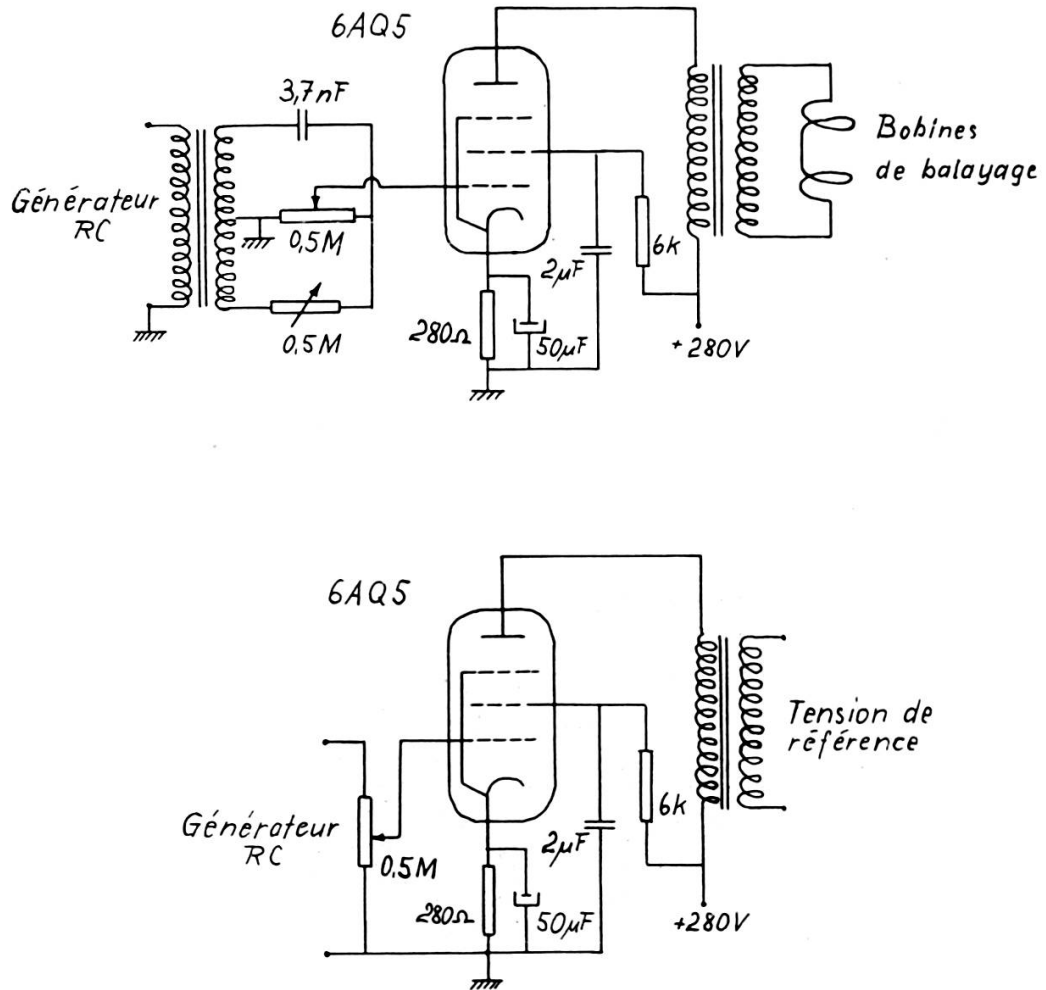 6AQ5
3,7nF
Générateur
RC
0,5M
0,5M
280Ω
50µF
2µF
6k
+280V
Bobines
de balayage
6AQ5
Générateur
RC
0,5M
280Ω
50µF
2µF
6k
+280V
Tension de
référence